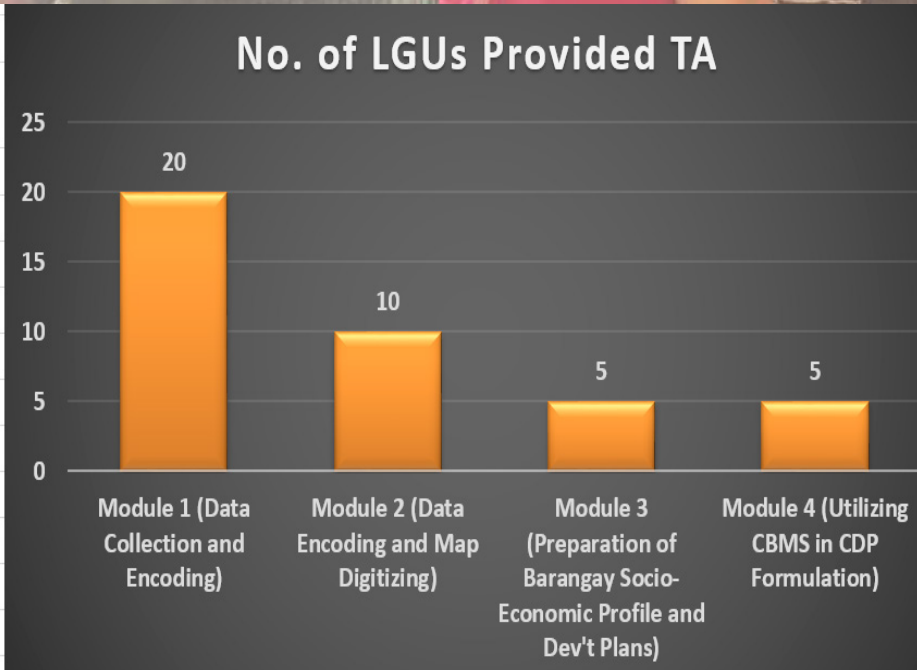 No. of LGUs Provided TA
25
20
15
10
5
0
20
10
5
5
Module 1 (Data
Collection and
Encoding)
Module 2 (Data
Encoding and Map
Digitizing)
Module 3
(Preparation of
Barangay Socio-
Economic Profile and
Dev't Plans)
Module 4 (Utilizing
CBMS in CDP
Formulation)